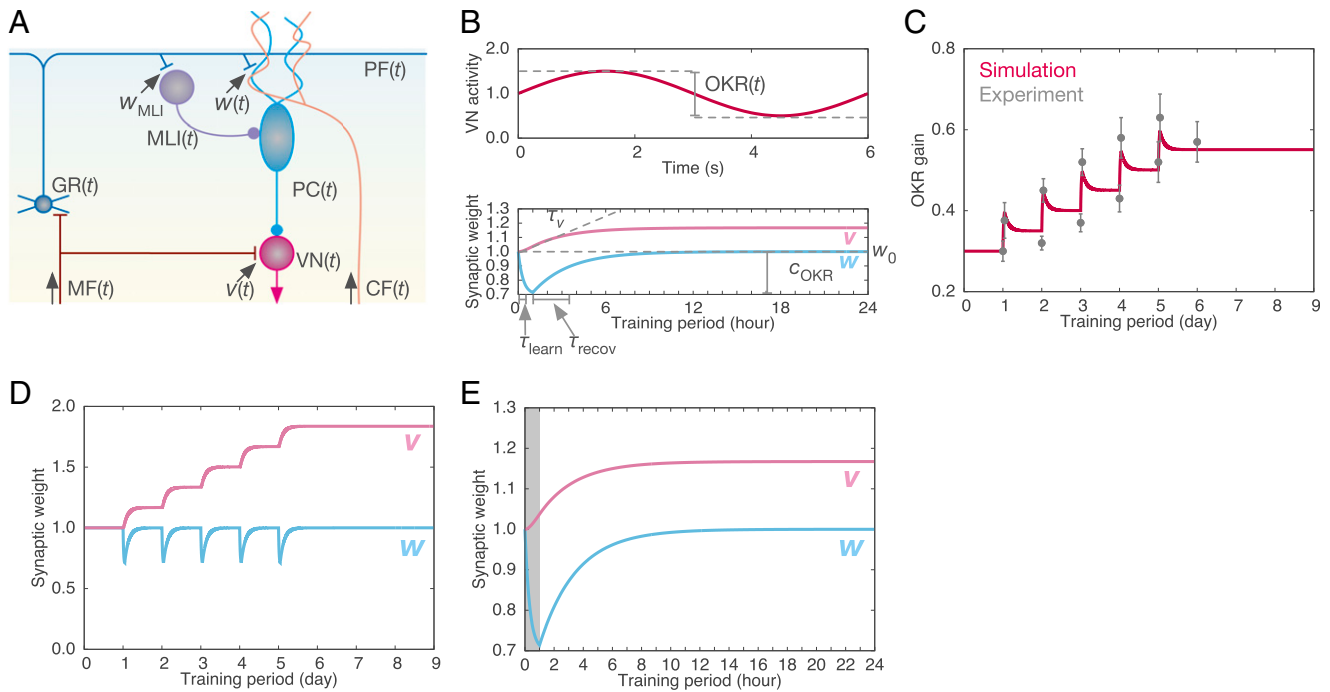 A
PF(t)
wMLI
w(t)
MLI(t)
GR(t)
PC(t)
VN(t)
v(t)
MF(t)
CF(t)
B
VN activity
2.0
1.0
0.0
OKR(t)
0 2 4 6
Time (s)
Synaptic weight
1.3
1.2
1.1
1.0
0.9
0.8
0.7
τv
v
w
w0
cOKR
0 6 12 18 24
Training period (hour)
τlearn
τrecov
C
OKR gain
0.8
0.6
0.4
0.2
Simulation
Experiment
0 1 2 3 4 5 6 7 8 9
Training period (day)
D
Synaptic weight
2.0
1.5
1.0
0.5
0.0
v
w
0 1 2 3 4 5 6 7 8 9
Training period (day)
E
Synaptic weight
1.3
1.2
1.1
1.0
0.9
0.8
0.7
v
w
0 2 4 6 8 10 12 14 16 18 20 22 24
Training period (hour)